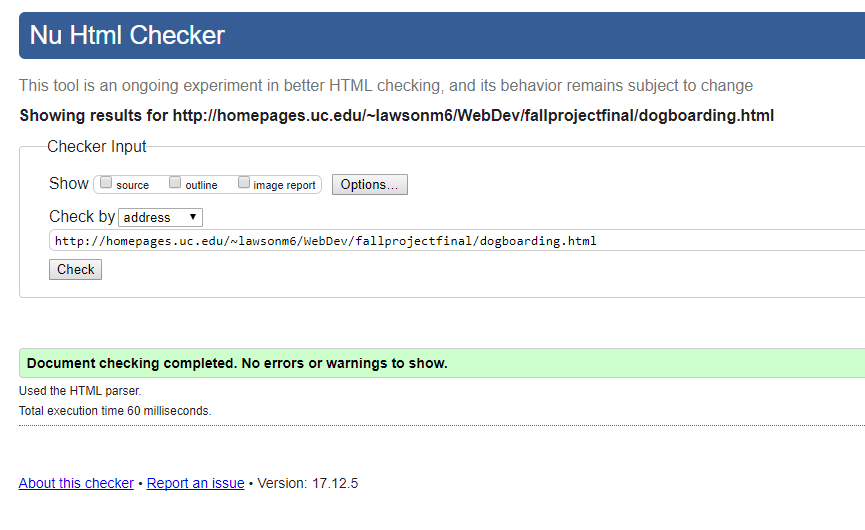 Nu Html Checker
This tool is an ongoing experiment in better HTML checking, and its behavior remains subject to change
Showing results for http://homepages.uc.edu/~lawsonm6/WebDev/fallprojectfinal/dogboarding.html
Checker Input
Show source outline image report Options...
Check by address
http://homepages.uc.edu/~lawsonm6/WebDev/fallprojectfinal/dogboarding.html
Check
Document checking completed. No errors or warnings to show.
Used the HTML parser.
Total execution time 60 milliseconds.
About this checker • Report an issue • Version: 17.12.5